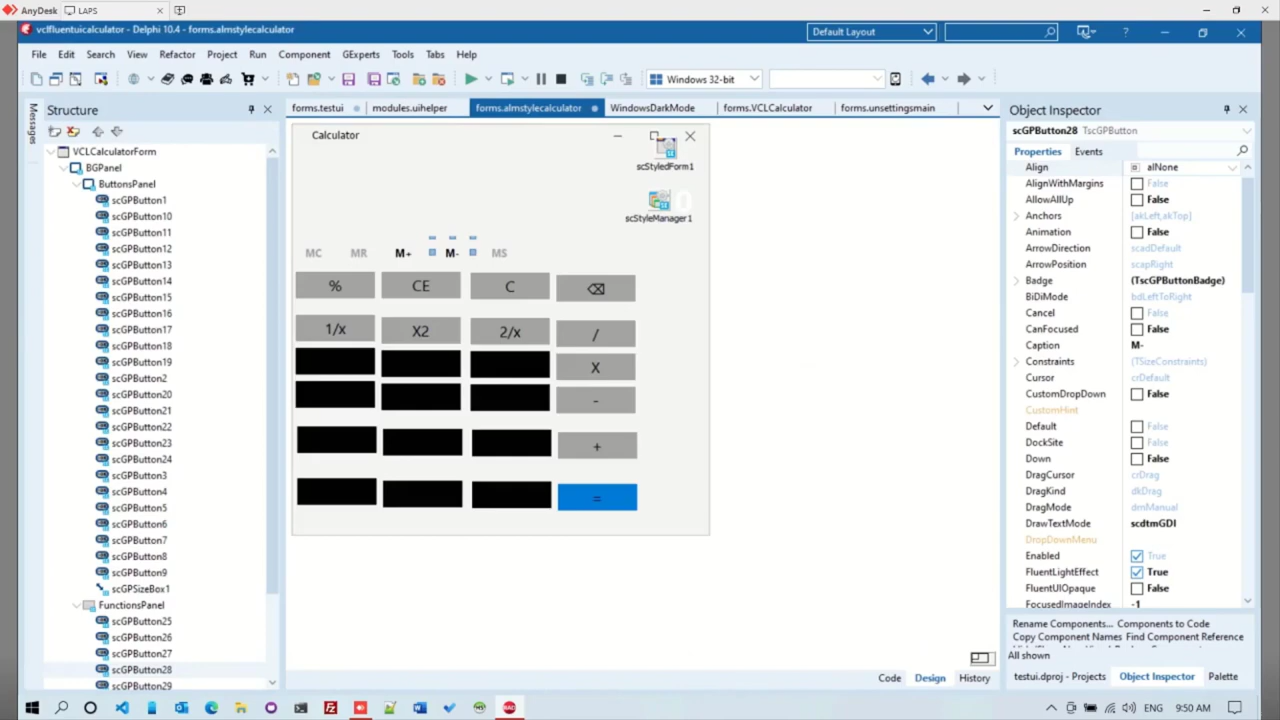 AnyDesk LAPS
vclfluentuicalculator - Delphi 10.4 - forms.almstylecalculator
Default Layout
File Edit Search View Refactor Project Run Component GExperts Tools Tabs Help
Windows 32-bit
Messages
Structure
VCLCalculatorForm
BGPanel
ButtonsPanel
scGPButton1
scGPButton10
scGPButton11
scGPButton12
scGPButton13
scGPButton14
scGPButton15
scGPButton16
scGPButton17
scGPButton18
scGPButton19
scGPButton2
scGPButton20
scGPButton21
scGPButton22
scGPButton23
scGPButton24
scGPButton3
scGPButton4
scGPButton5
scGPButton6
scGPButton7
scGPButton8
scGPButton9
scGPSizeBox1
FunctionsPanel
scGPButton25
scGPButton26
scGPButton27
scGPButton28
scGPButton29
forms.testui modules.uihelper forms.almstylecalculator WindowsDarkMode forms.VCLCalculator forms.unsettingsmain
Calculator
scStyledForm1
0
scStyleManager1
MC MR M+ M- MS
% CE C ⌫
1/x X2 2/x /
X
-
+
=
Code Design History
Object Inspector
scGPButton28 TscGPButton
Properties Events
Align alNone
AlignWithMargins False
AllowAllUp False
Anchors [akLeft,akTop]
Animation False
ArrowDirection scadDefault
ArrowPosition scapRight
Badge (TscGPButtonBadge)
BiDiMode bdLeftToRight
Cancel False
CanFocused False
Caption M-
Constraints (TSizeConstraints)
Cursor crDefault
CustomDropDown False
CustomHint
Default False
DockSite False
Down False
DragCursor crDrag
DragKind dkDrag
DragMode dmManual
DrawTextMode scdtmGDI
DropDownMenu
Enabled True
FluentLightEffect True
FluentUIOpaque False
FocusedImageIndex -1
Rename Components... Components to Code
Copy Component Names Find Component Reference
All shown
testui.dproj - Projects Object Inspector Palette
ENG 9:50 AM